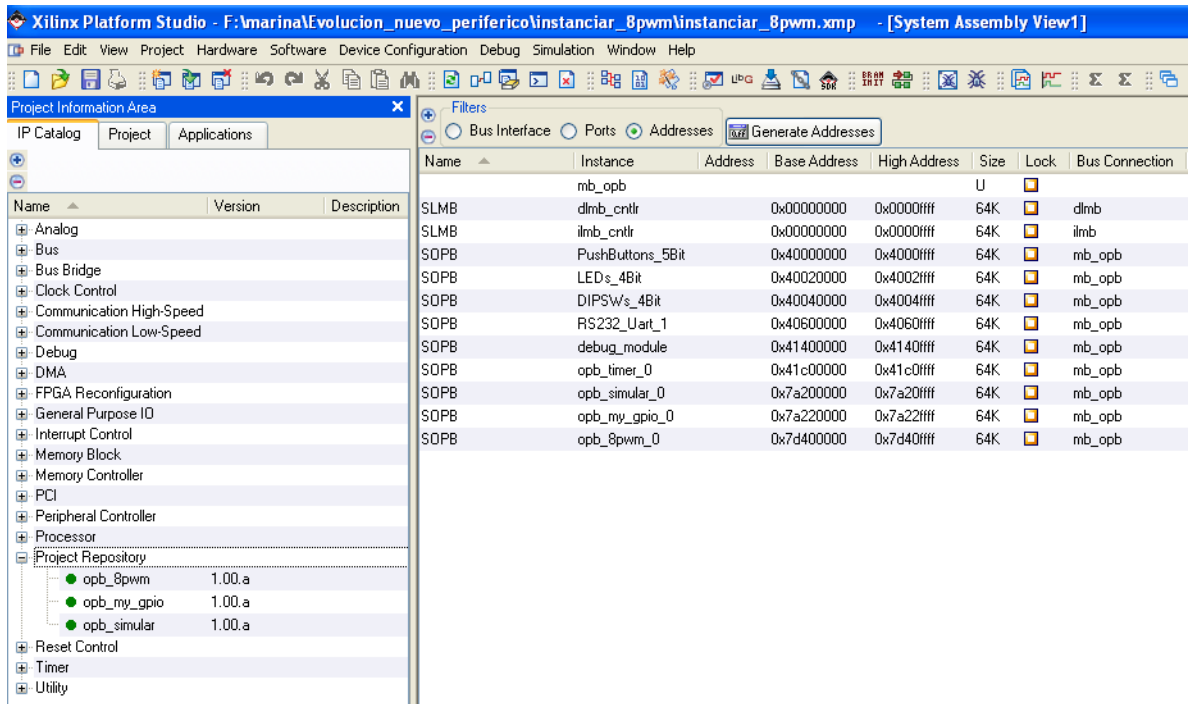 Xilinx Platform Studio - F:\marina\Evolucion_nuevo_periferico\instanciar_8pwm\instanciar_8pwm.xmp - [System Assembly View1]
File Edit View Project Hardware Software Device Configuration Debug Simulation Window Help
Project Information Area
IP Catalog Project Applications
Name Version Description
Analog
Bus
Bus Bridge
Clock Control
Communication High-Speed
Communication Low-Speed
Debug
DMA
FPGA Reconfiguration
General Purpose IO
Interrupt Control
Memory Block
Memory Controller
PCI
Peripheral Controller
Processor
Project Repository
opb_8pwm 1.00.a
opb_my_gpio 1.00.a
opb_simular 1.00.a
Reset Control
Timer
Utility
Filters
Bus Interface Ports Addresses Generate Addresses
Name Instance Address Base Address High Address Size Lock Bus Connection
mb_opb U
SLMB dlmb_cntlr 0x00000000 0x0000ffff 64K dlmb
SLMB ilmb_cntlr 0x00000000 0x0000ffff 64K ilmb
SOPB PushButtons_5Bit 0x40000000 0x4000ffff 64K mb_opb
SOPB LEDs_4Bit 0x40020000 0x4002ffff 64K mb_opb
SOPB DIPSWs_4Bit 0x40040000 0x4004ffff 64K mb_opb
SOPB RS232_Uart_1 0x40600000 0x4060ffff 64K mb_opb
SOPB debug_module 0x41400000 0x4140ffff 64K mb_opb
SOPB opb_timer_0 0x41c00000 0x41c0ffff 64K mb_opb
SOPB opb_simular_0 0x7a200000 0x7a20ffff 64K mb_opb
SOPB opb_my_gpio_0 0x7a220000 0x7a22ffff 64K mb_opb
SOPB opb_8pwm_0 0x7d400000 0x7d40ffff 64K mb_opb